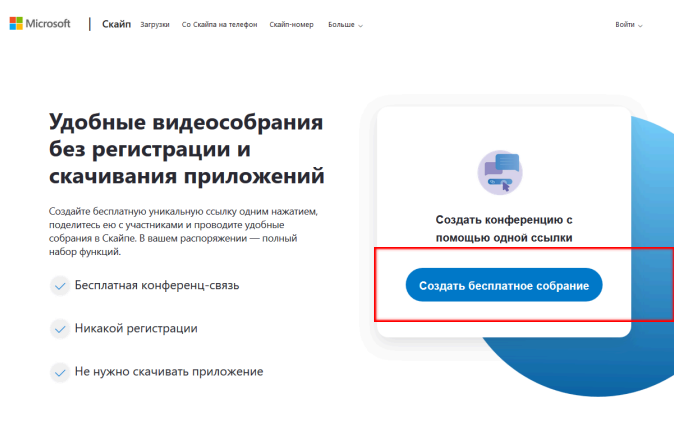 Microsoft Скайп Загрузки Со Скайпа на телефон Скайп-номер Больше Войти
Удобные видеособрания
без регистрации и
скачивания приложений
Создайте бесплатную уникальную ссылку одним нажатием,
поделитесь ею с участниками и проводите удобные
собрания в Скайпе. В вашем распоряжении — полный
набор функций.
Бесплатная конференц-связь
Никакой регистрации
Не нужно скачивать приложение
Создать конференцию с
помощью одной ссылки
Создать бесплатное собрание